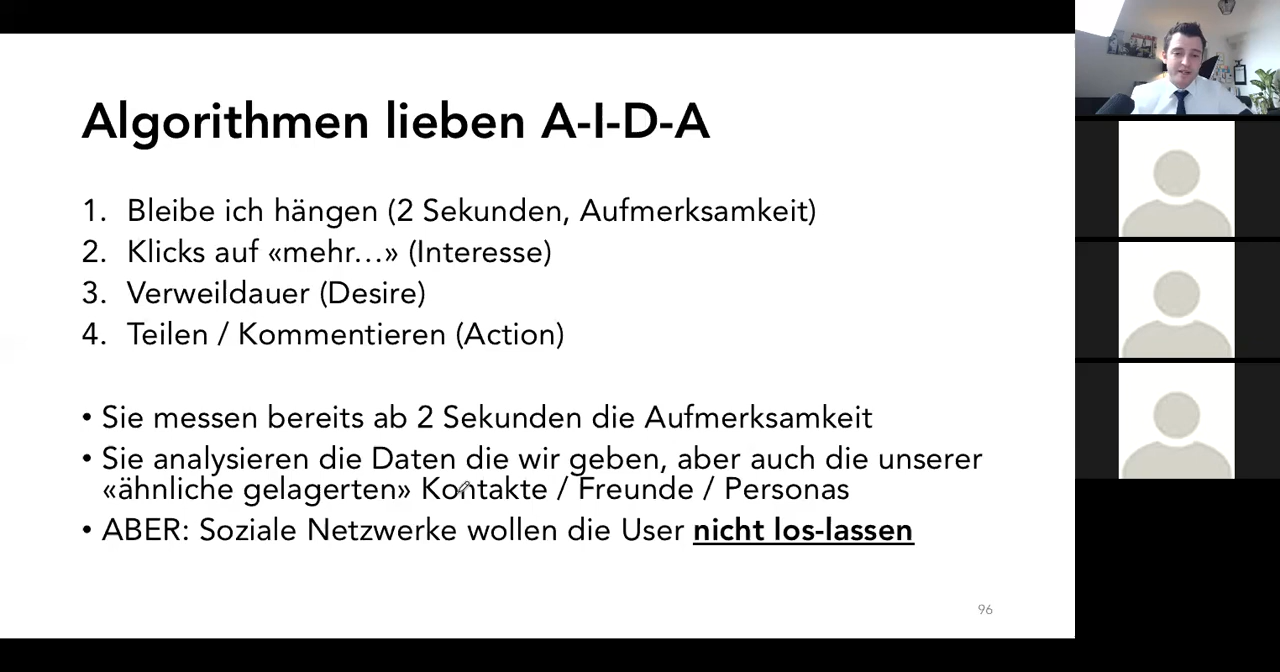 Algorithmen lieben A-I-D-A
1. Bleibe ich hängen (2 Sekunden, Aufmerksamkeit)
2. Klicks auf «mehr…» (Interesse)
3. Verweildauer (Desire)
4. Teilen / Kommentieren (Action)
• Sie messen bereits ab 2 Sekunden die Aufmerksamkeit
• Sie analysieren die Daten die wir geben, aber auch die unserer
«ähnliche gelagerten» Kontakte / Freunde / Personas
• ABER: Soziale Netzwerke wollen die User nicht los-lassen
96